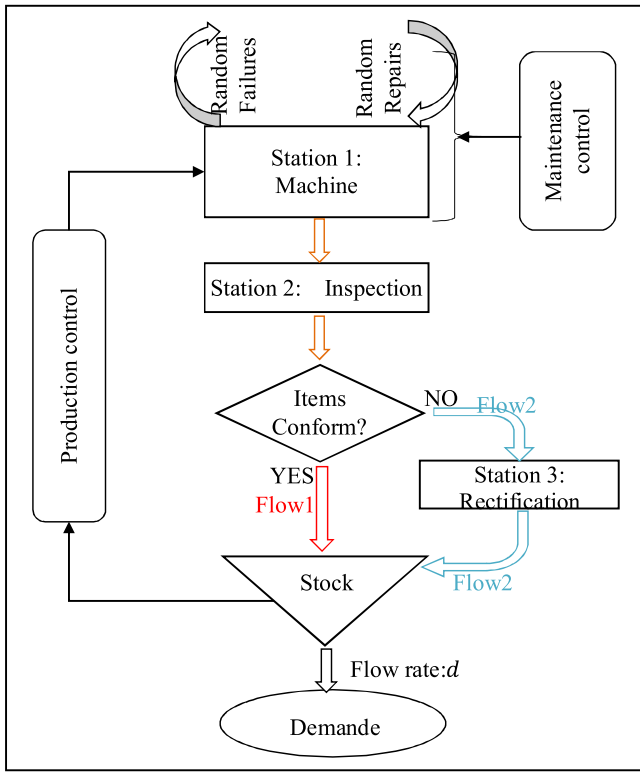 Random
Failures
Random
Repairs
Maintenance
control
Station 1:
Machine
Station 2: Inspection
Production control
Items
Conform?
NO
Flow2
YES
Flow1
Station 3:
Rectification
Stock
Flow2
Flow rate:d
Demande